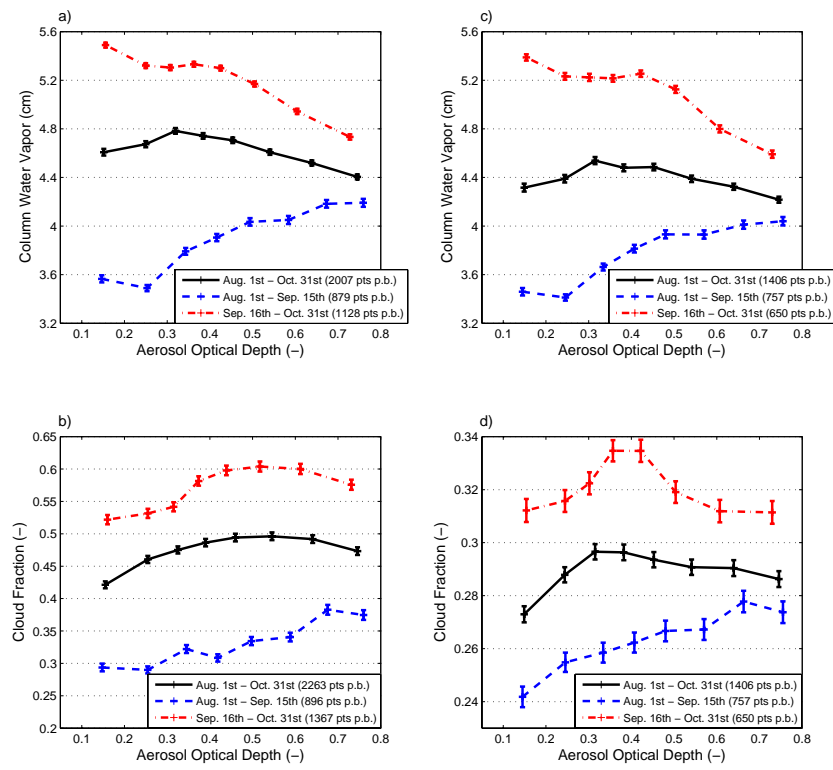 a)
5.6
5.2
4.8
4.4
4
3.6
3.2
Column Water Vapor (cm)
Aug. 1st − Oct. 31st (2007 pts p.b.)
Aug. 1st − Sep. 15th (879 pts p.b.)
Sep. 16th − Oct. 31st (1128 pts p.b.)
0.1 0.2 0.3 0.4 0.5 0.6 0.7 0.8
Aerosol Optical Depth (−)
c)
5.6
5.2
4.8
4.4
4
3.6
3.2
Column Water Vapor (cm)
Aug. 1st − Oct. 31st (1406 pts p.b.)
Aug. 1st − Sep. 15th (757 pts p.b.)
Sep. 16th − Oct. 31st (650 pts p.b.)
0.1 0.2 0.3 0.4 0.5 0.6 0.7 0.8
Aerosol Optical Depth (−)
b)
0.65
0.6
0.55
0.5
0.45
0.4
0.35
0.3
0.25
0.2
Cloud Fraction (−)
Aug. 1st − Oct. 31st (2263 pts p.b.)
Aug. 1st − Sep. 15th (896 pts p.b.)
Sep. 16th − Oct. 31st (1367 pts p.b.)
0.1 0.2 0.3 0.4 0.5 0.6 0.7 0.8
Aerosol Optical Depth (−)
d)
0.34
0.32
0.3
0.28
0.26
0.24
Cloud Fraction (−)
Aug. 1st − Oct. 31st (1406 pts p.b.)
Aug. 1st − Sep. 15th (757 pts p.b.)
Sep. 16th − Oct. 31st (650 pts p.b.)
0.1 0.2 0.3 0.4 0.5 0.6 0.7 0.8
Aerosol Optical Depth (−)